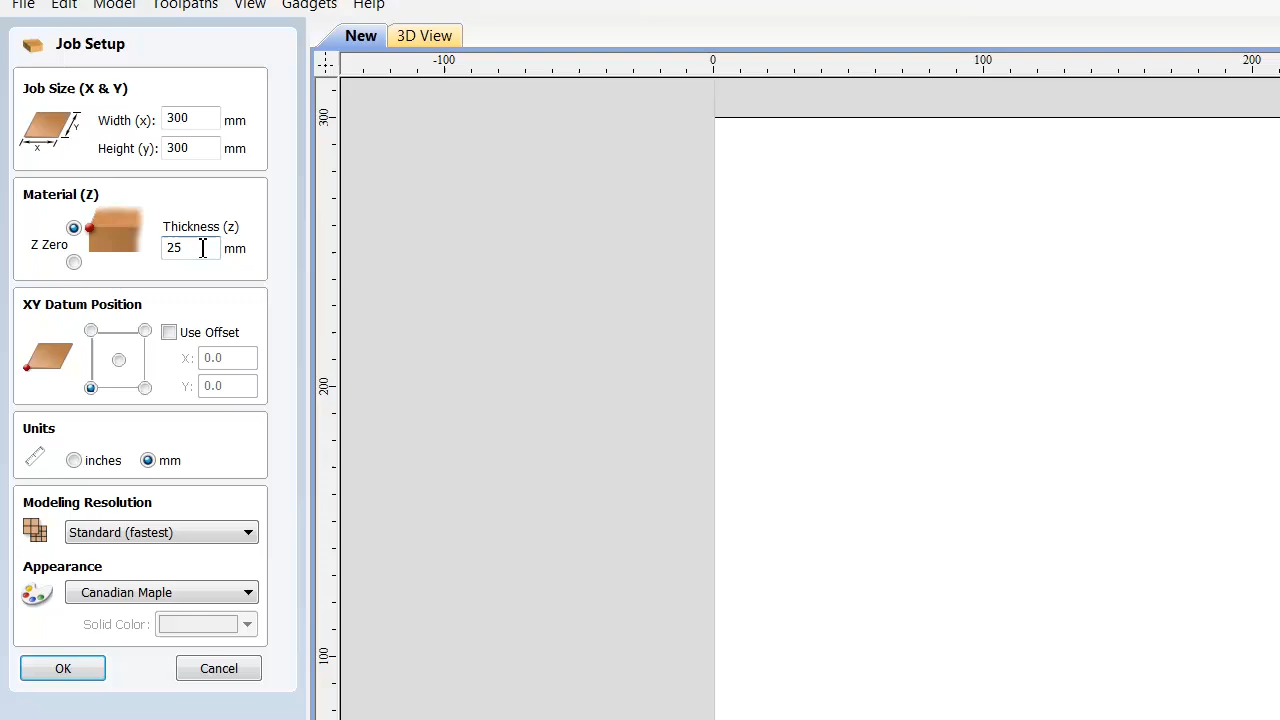 File Edit Model Toolpaths View Gadgets Help
New 3D View
Job Setup
-100 0 100 200
Job Size (X & Y)
Width (x): 300 mm
Height (y): 300 mm
Y
X
300
Material (Z)
Thickness (z)
Z Zero
25 mm
XY Datum Position
Use Offset
X: 0.0
Y: 0.0
200
Units
inches mm
Modeling Resolution
Standard (fastest)
Appearance
Canadian Maple
Solid Color:
100
OK Cancel